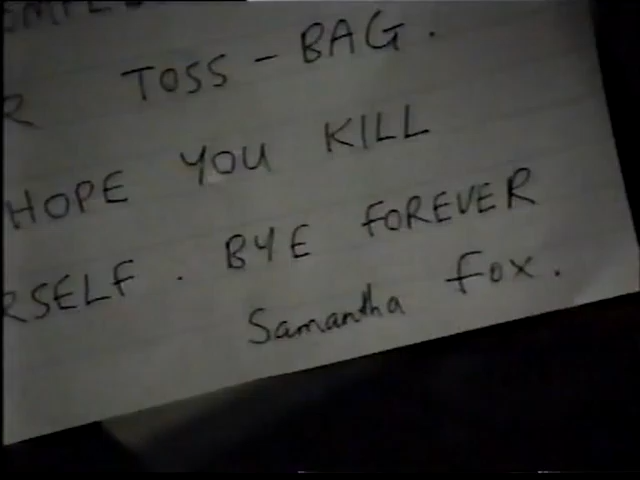 R TOSS - BAG.
HOPE YOU KILL
RSELF. BYE FOREVER
Samantha Fox.